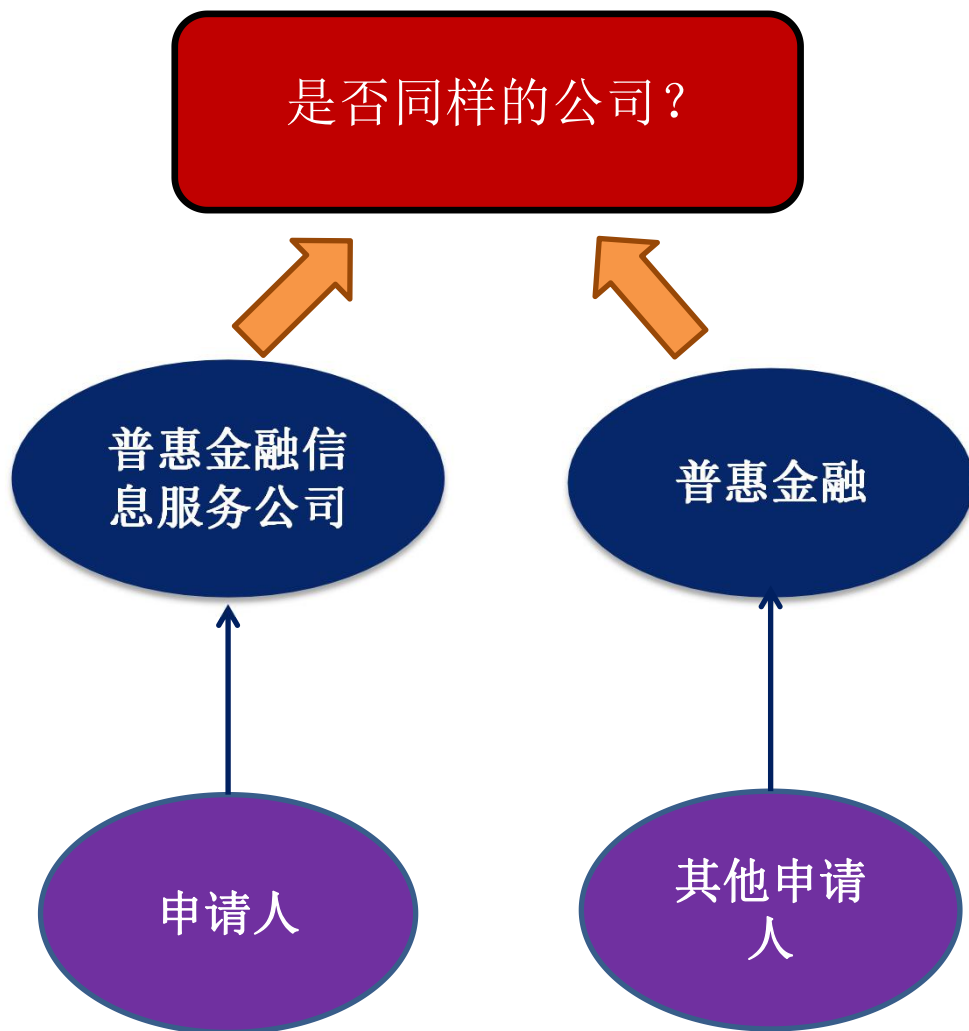 是否同样的公司？
普惠金融信
息服务公司
普惠金融
申请人
其他申请
人